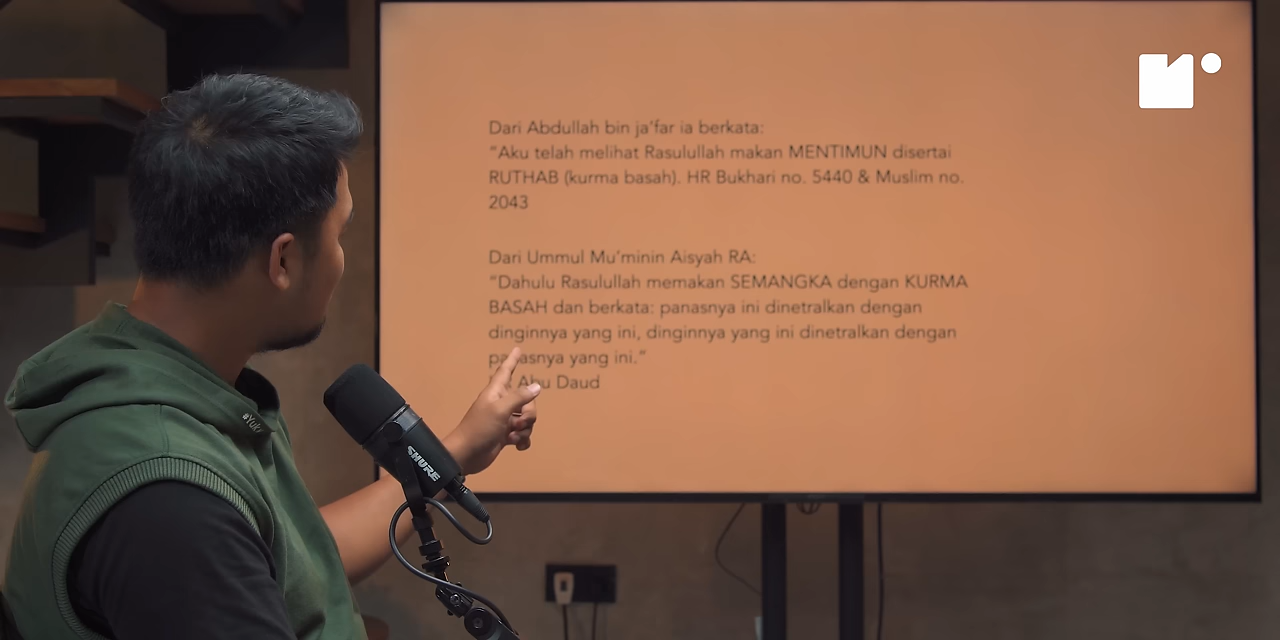 Dari Abdullah bin ja'far ia berkata:
"Aku telah melihat Rasulullah makan MENTIMUN disertai
RUTHAB (kurma basah). HR Bukhari no. 5440 & Muslim no.
2043
Dari Ummul Mu'minin Aisyah RA:
"Dahulu Rasulullah memakan SEMANGKA dengan KURMA
BASAH dan berkata: panasnya ini dinetralkan dengan
dinginnya yang ini, dinginnya yang ini dinetralkan dengan
panasnya yang ini."
Abu Daud
SHURE